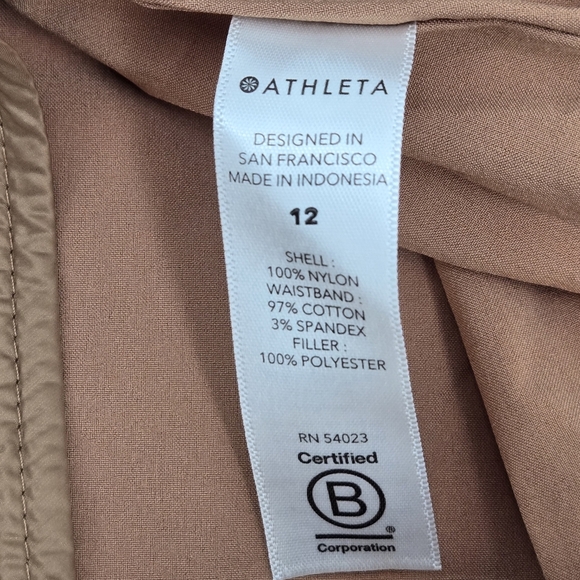 ATHLETA
DESIGNED IN
SAN FRANCISCO
MADE IN INDONESIA
12
SHELL :
100% NYLON
WAISTBAND :
97% COTTON
3% SPANDEX
FILLER :
100% POLYESTER
RN 54023
Certified
B
®
Corporation